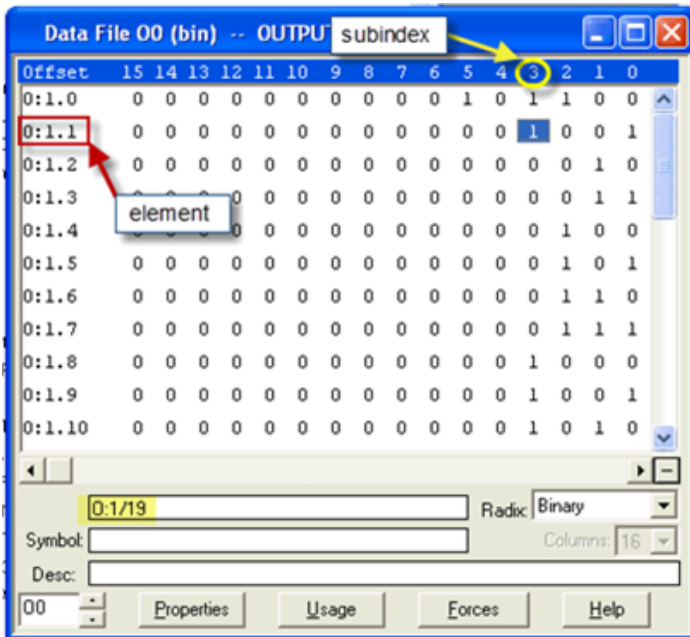 Data File O0 (bin) -- OUTPUT
subindex
Offset 15 14 13 12 11 10 9 8 7 6 5 4 3 2 1 0
O:1.0 0 0 0 0 0 0 0 0 0 0 1 0 1 1 0 0
O:1.1 0 0 0 0 0 0 0 0 0 0 0 0 1 0 0 1
O:1.2 0 0 0 0 0 0 0 0 0 0 0 0 0 0 1 0
O:1.3 0 0 0 0 0 0 0 0 0 0 0 0 1 1
element
O:1.4 0 0 0 0 0 0 0 0 0 0 0 0 0 1 0 0
O:1.5 0 0 0 0 0 0 0 0 0 0 0 0 0 1 0 1
O:1.6 0 0 0 0 0 0 0 0 0 0 0 0 0 1 1 0
O:1.7 0 0 0 0 0 0 0 0 0 0 0 0 0 1 1 1
O:1.8 0 0 0 0 0 0 0 0 0 0 0 0 1 0 0 0
O:1.9 0 0 0 0 0 0 0 0 0 0 0 0 1 0 0 1
O:1.10 0 0 0 0 0 0 0 0 0 0 0 0 1 0 1 0
O:1/19 Radix: Binary
Symbol: Columns: 16
Desc:
O0 Properties Usage Forces Help